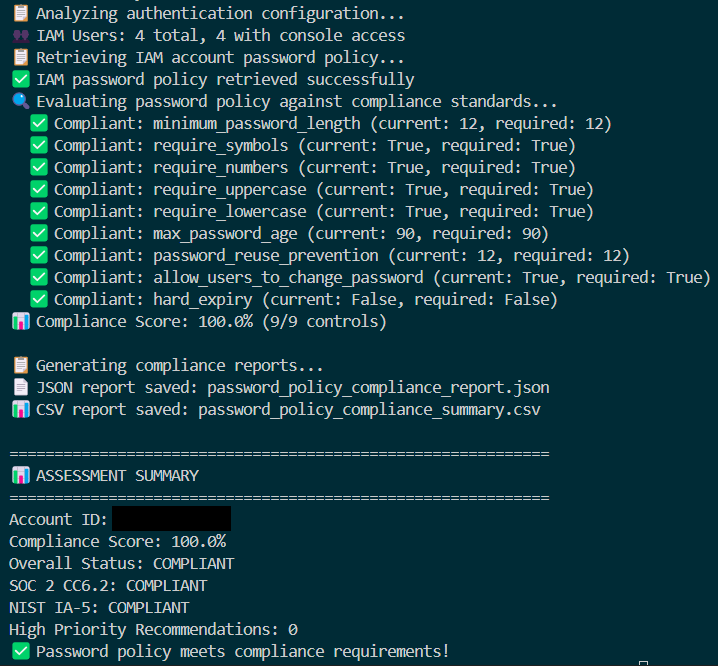 📋 Analyzing authentication configuration...
👥 IAM Users: 4 total, 4 with console access
📋 Retrieving IAM account password policy...
✅ IAM password policy retrieved successfully
🔍 Evaluating password policy against compliance standards...
✅ Compliant: minimum_password_length (current: 12, required: 12)
✅ Compliant: require_symbols (current: True, required: True)
✅ Compliant: require_numbers (current: True, required: True)
✅ Compliant: require_uppercase (current: True, required: True)
✅ Compliant: require_lowercase (current: True, required: True)
✅ Compliant: max_password_age (current: 90, required: 90)
✅ Compliant: password_reuse_prevention (current: 12, required: 12)
✅ Compliant: allow_users_to_change_password (current: True, required: True)
✅ Compliant: hard_expiry (current: False, required: False)
📊 Compliance Score: 100.0% (9/9 controls)
📋 Generating compliance reports...
📄 JSON report saved: password_policy_compliance_report.json
📊 CSV report saved: password_policy_compliance_summary.csv
============================================================
📊 ASSESSMENT SUMMARY
============================================================
Account ID:
Compliance Score: 100.0%
Overall Status: COMPLIANT
SOC 2 CC6.2: COMPLIANT
NIST IA-5: COMPLIANT
High Priority Recommendations: 0
✅ Password policy meets compliance requirements!